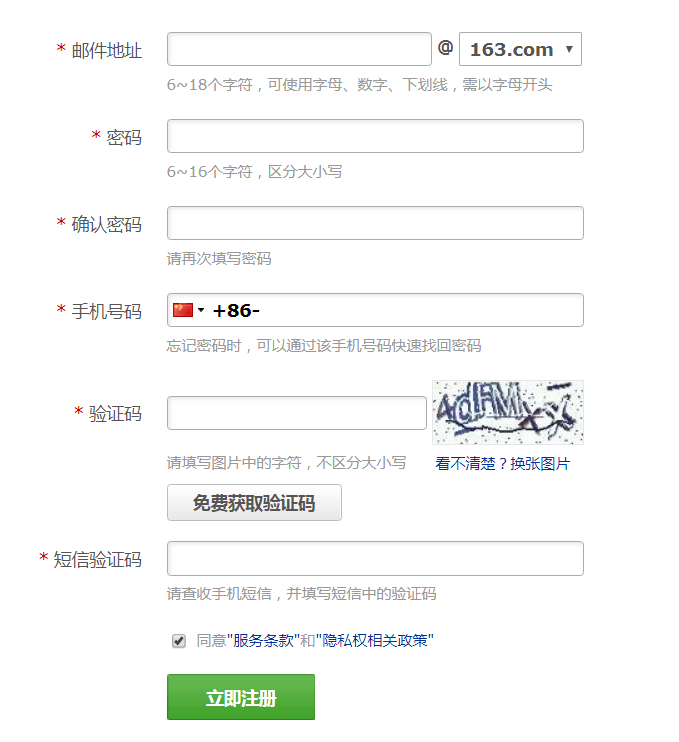 * 邮件地址 @ 163.com
6~18个字符，可使用字母、数字、下划线，需以字母开头
* 密码
6~16个字符，区分大小写
* 确认密码
请再次填写密码
* 手机号码 +86-
忘记密码时，可以通过该手机号码快速找回密码
* 验证码
请填写图片中的字符，不区分大小写 看不清楚？换张图片
免费获取验证码
* 短信验证码
请查收手机短信，并填写短信中的验证码
同意"服务条款"和"隐私权相关政策"
立即注册